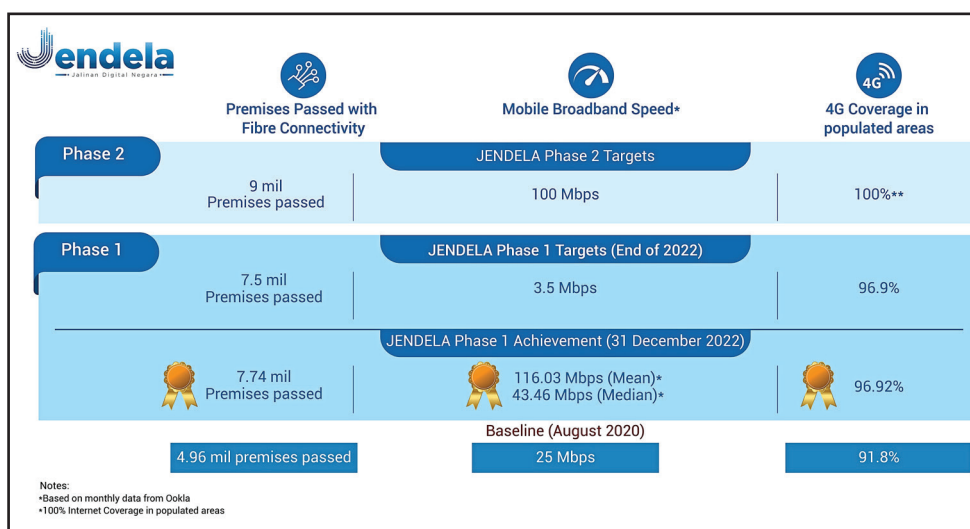 Jendela
Jalinan Digital Negara
Premises Passed with
Fibre Connectivity
Mobile Broadband Speed*
4G
4G Coverage in
populated areas
Phase 2
JENDELA Phase 2 Targets
9 mil
Premises passed
100 Mbps
100%**
Phase 1
JENDELA Phase 1 Targets (End of 2022)
7.5 mil
Premises passed
3.5 Mbps
96.9%
JENDELA Phase 1 Achievement (31 December 2022)
7.74 mil
Premises passed
116.03 Mbps (Mean)*
43.46 Mbps (Median)*
96.92%
Baseline (August 2020)
4.96 mil premises passed
25 Mbps
91.8%
Notes:
*Based on monthly data from Ookla
*100% Internet Coverage in populated areas